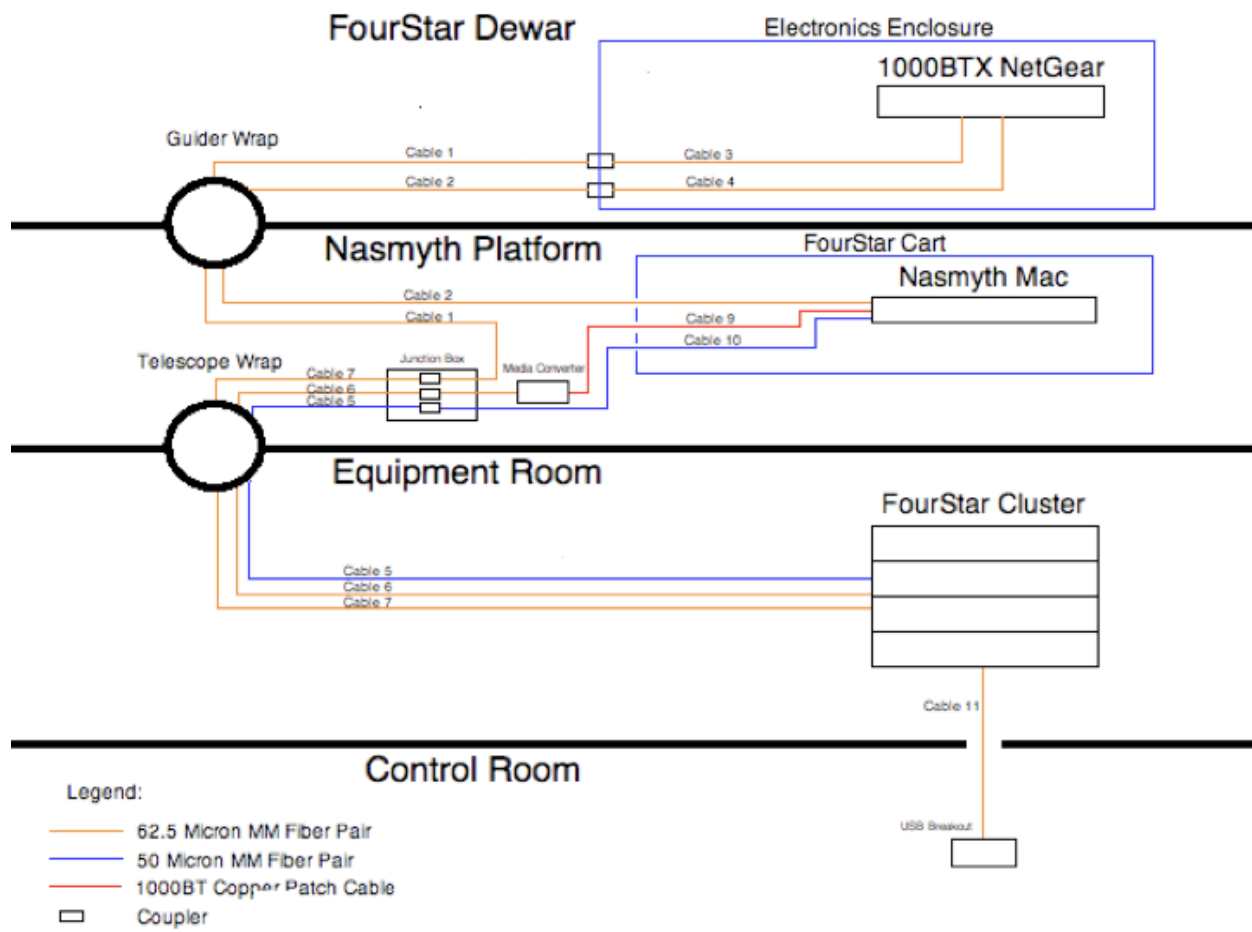 FourStar Dewar
Electronics Enclosure
1000BTX NetGear
Guider Wrap
Cable 1
Cable 3
Cable 2
Cable 4
Nasmyth Platform
FourStar Cart
Nasmyth Mac
Cable 2
Cable 1
Cable 9
Cable 10
Telescope Wrap
Junction Box
Media Converter
Cable 7
Cable 6
Cable 5
Equipment Room
FourStar Cluster
Cable 5
Cable 6
Cable 7
Cable 11
Control Room
Legend:
62.5 Micron MM Fiber Pair
50 Micron MM Fiber Pair
1000BT Copper Patch Cable
Coupler
USB Breakout